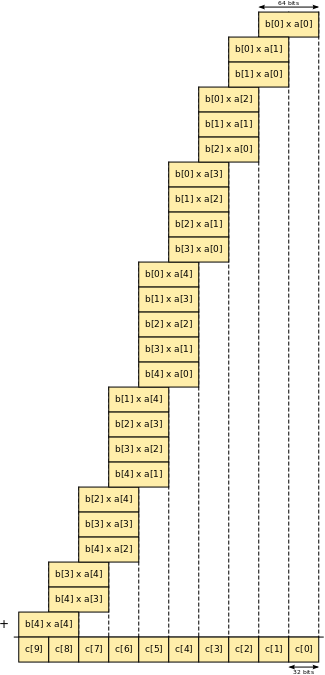 64 bits
b[0] x a[0]
b[0] x a[1]
b[1] x a[0]
b[0] x a[2]
b[1] x a[1]
b[2] x a[0]
b[0] x a[3]
b[1] x a[2]
b[2] x a[1]
b[3] x a[0]
b[0] x a[4]
b[1] x a[3]
b[2] x a[2]
b[3] x a[1]
b[4] x a[0]
b[1] x a[4]
b[2] x a[3]
b[3] x a[2]
b[4] x a[1]
b[2] x a[4]
b[3] x a[3]
b[4] x a[2]
b[3] x a[4]
b[4] x a[3]
+ b[4] x a[4]
c[9] c[8] c[7] c[6] c[5] c[4] c[3] c[2] c[1] c[0]
32 bits